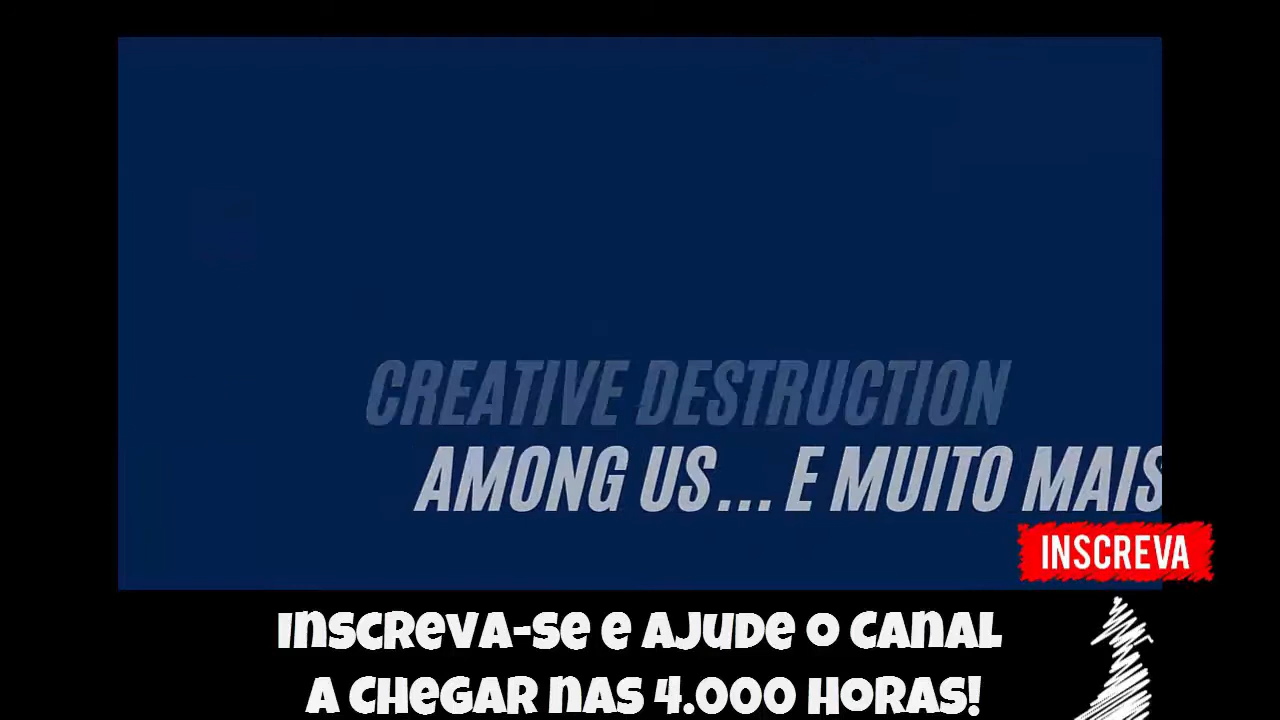 CREATIVE DESTRUCTION
AMONG US... E MUITO MAIS
INSCREVA
INSCREVA-SE E AJUDE O CANAL
A CHEGAR NAS 4.000 HORAS!